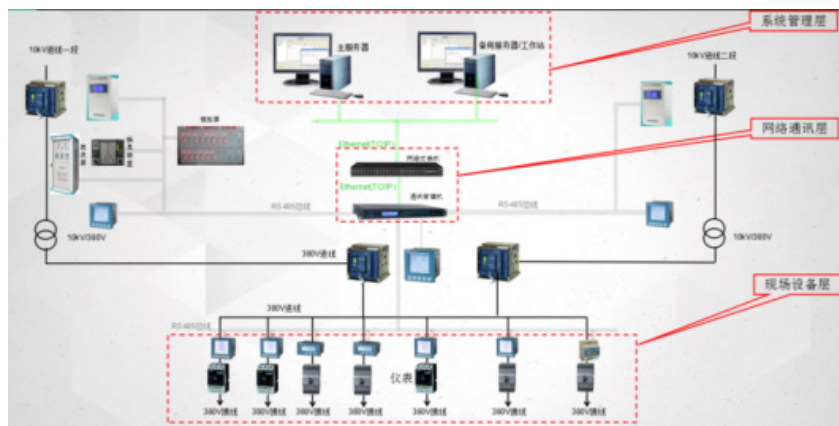 系统管理层
主服务器
备用服务器/工作站
10kV进线一段
10kV进线二段
模拟屏
网络通讯层
Ethernet(TCP/IP)
网络交换机
Ethernet(TCP/IP)
通讯管理机
直流屏
RS485总线
RS485总线
10kV/380V
10kV/380V
380V进线
现场设备层
380V进线
RS485总线
仪表
380V馈线
380V馈线
380V馈线
380V馈线
380V馈线
380V馈线
380V馈线